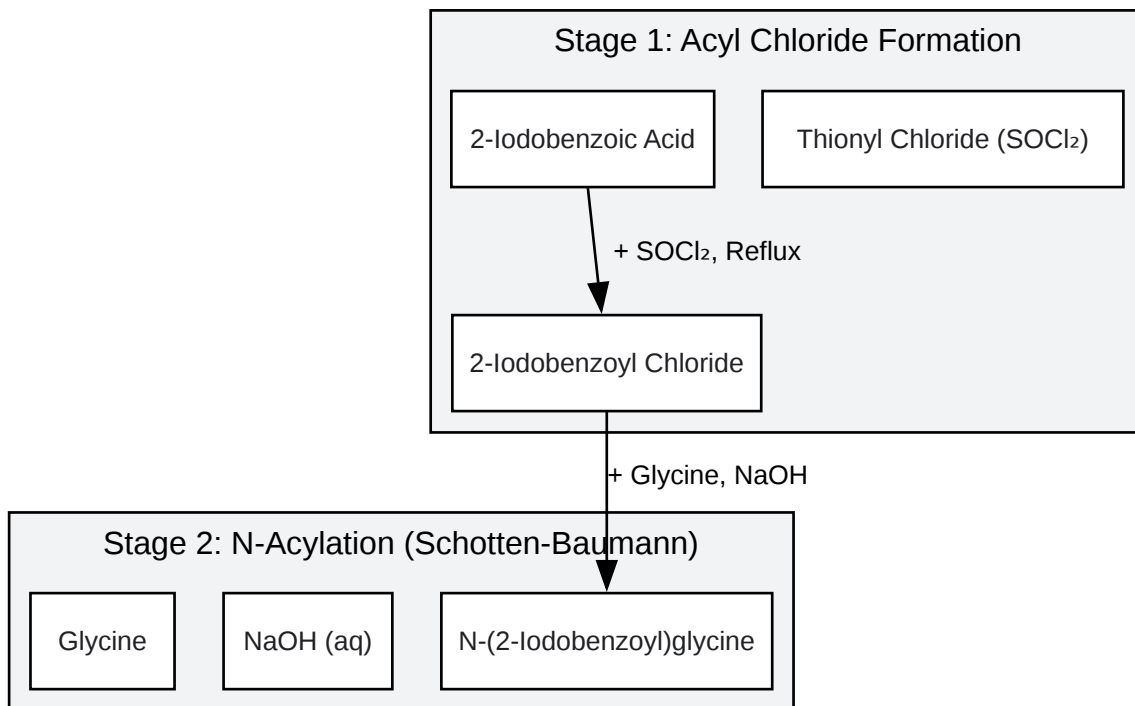 Stage 1: Acyl Chloride Formation
2-Iodobenzoic Acid
Thionyl Chloride (SOCl₂)
+ SOCl₂, Reflux
2-Iodobenzoyl Chloride
+ Glycine, NaOH
Stage 2: N-Acylation (Schotten-Baumann)
Glycine
NaOH (aq)
N-(2-Iodobenzoyl)glycine